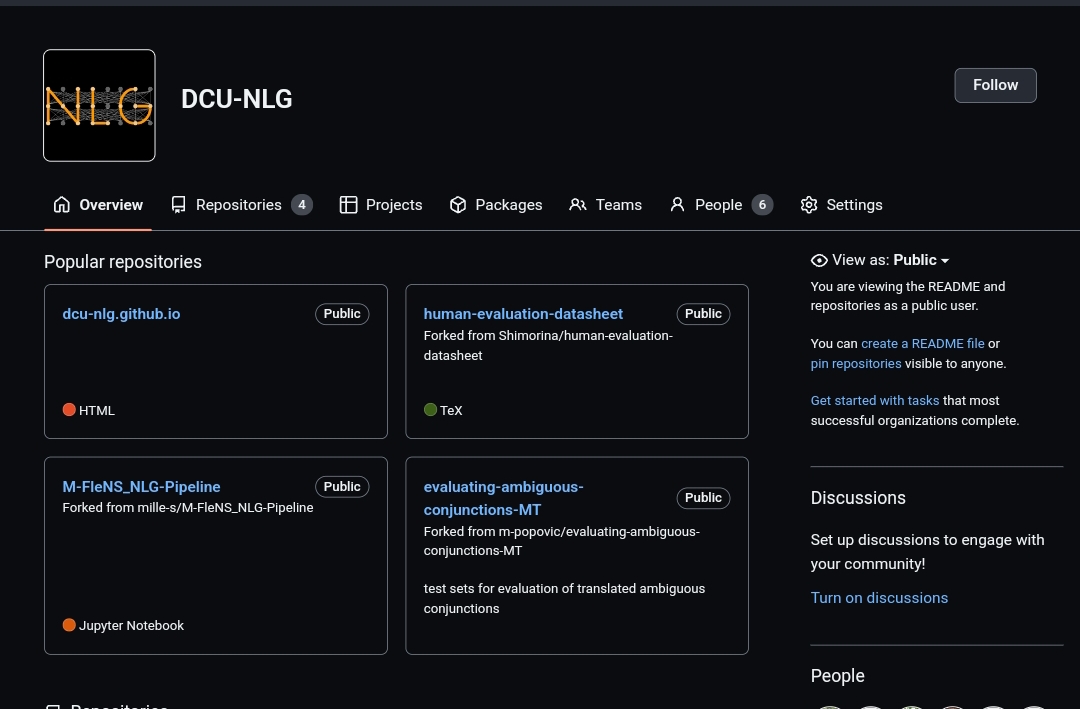 NLG
DCU-NLG
Follow
Overview
Repositories 4
Projects
Packages
Teams
People 6
Settings
Popular repositories
dcu-nlg.github.io
Public
HTML
human-evaluation-datasheet
Public
Forked from Shimorina/human-evaluation-
datasheet
TeX
M-FleNS_NLG-Pipeline
Public
Forked from mille-s/M-FleNS_NLG-Pipeline
Jupyter Notebook
evaluating-ambiguous-
conjunctions-MT
Public
Forked from m-popovic/evaluating-ambiguous-
conjunctions-MT
test sets for evaluation of translated ambiguous
conjunctions
View as: Public
You are viewing the README and
repositories as a public user.
You can create a README file or
pin repositories visible to anyone.
Get started with tasks that most
successful organizations complete.
Discussions
Set up discussions to engage with
your community!
Turn on discussions
People
Repositories